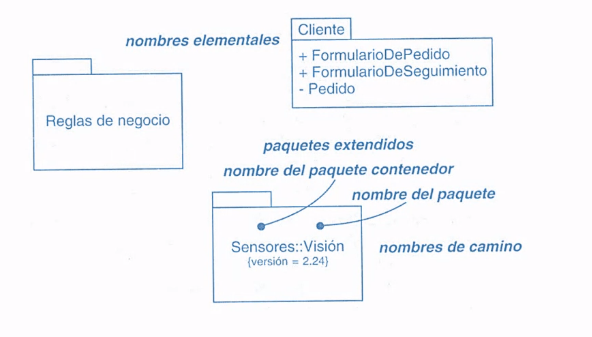 Cliente
nombres elementales
+ FormularioDePedido
+ FormularioDeSeguimiento
- Pedido
Reglas de negocio
paquetes extendidos
nombre del paquete contenedor
nombre del paquete
Sensores::Visión
{versión = 2.24}
nombres de camino